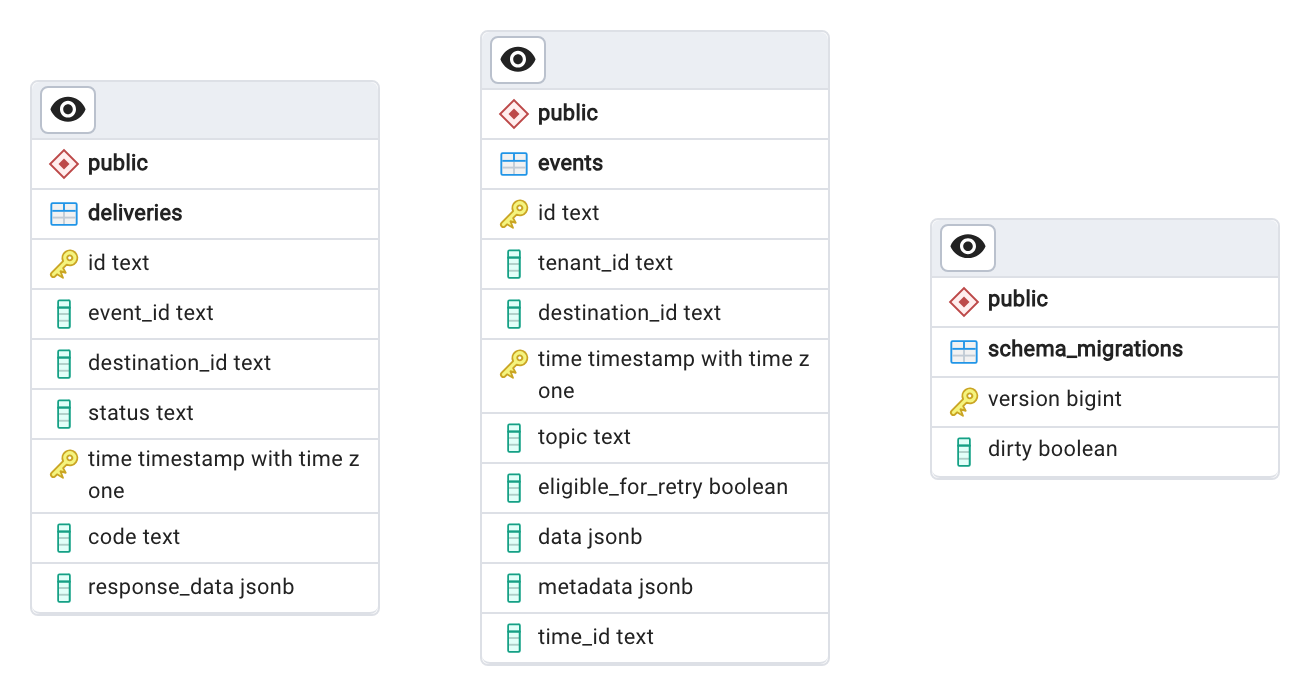 public
deliveries
id text
event_id text
destination_id text
status text
time timestamp with time z
one
code text
response_data jsonb
public
events
id text
tenant_id text
destination_id text
time timestamp with time z
one
topic text
eligible_for_retry boolean
data jsonb
metadata jsonb
time_id text
public
schema_migrations
version bigint
dirty boolean